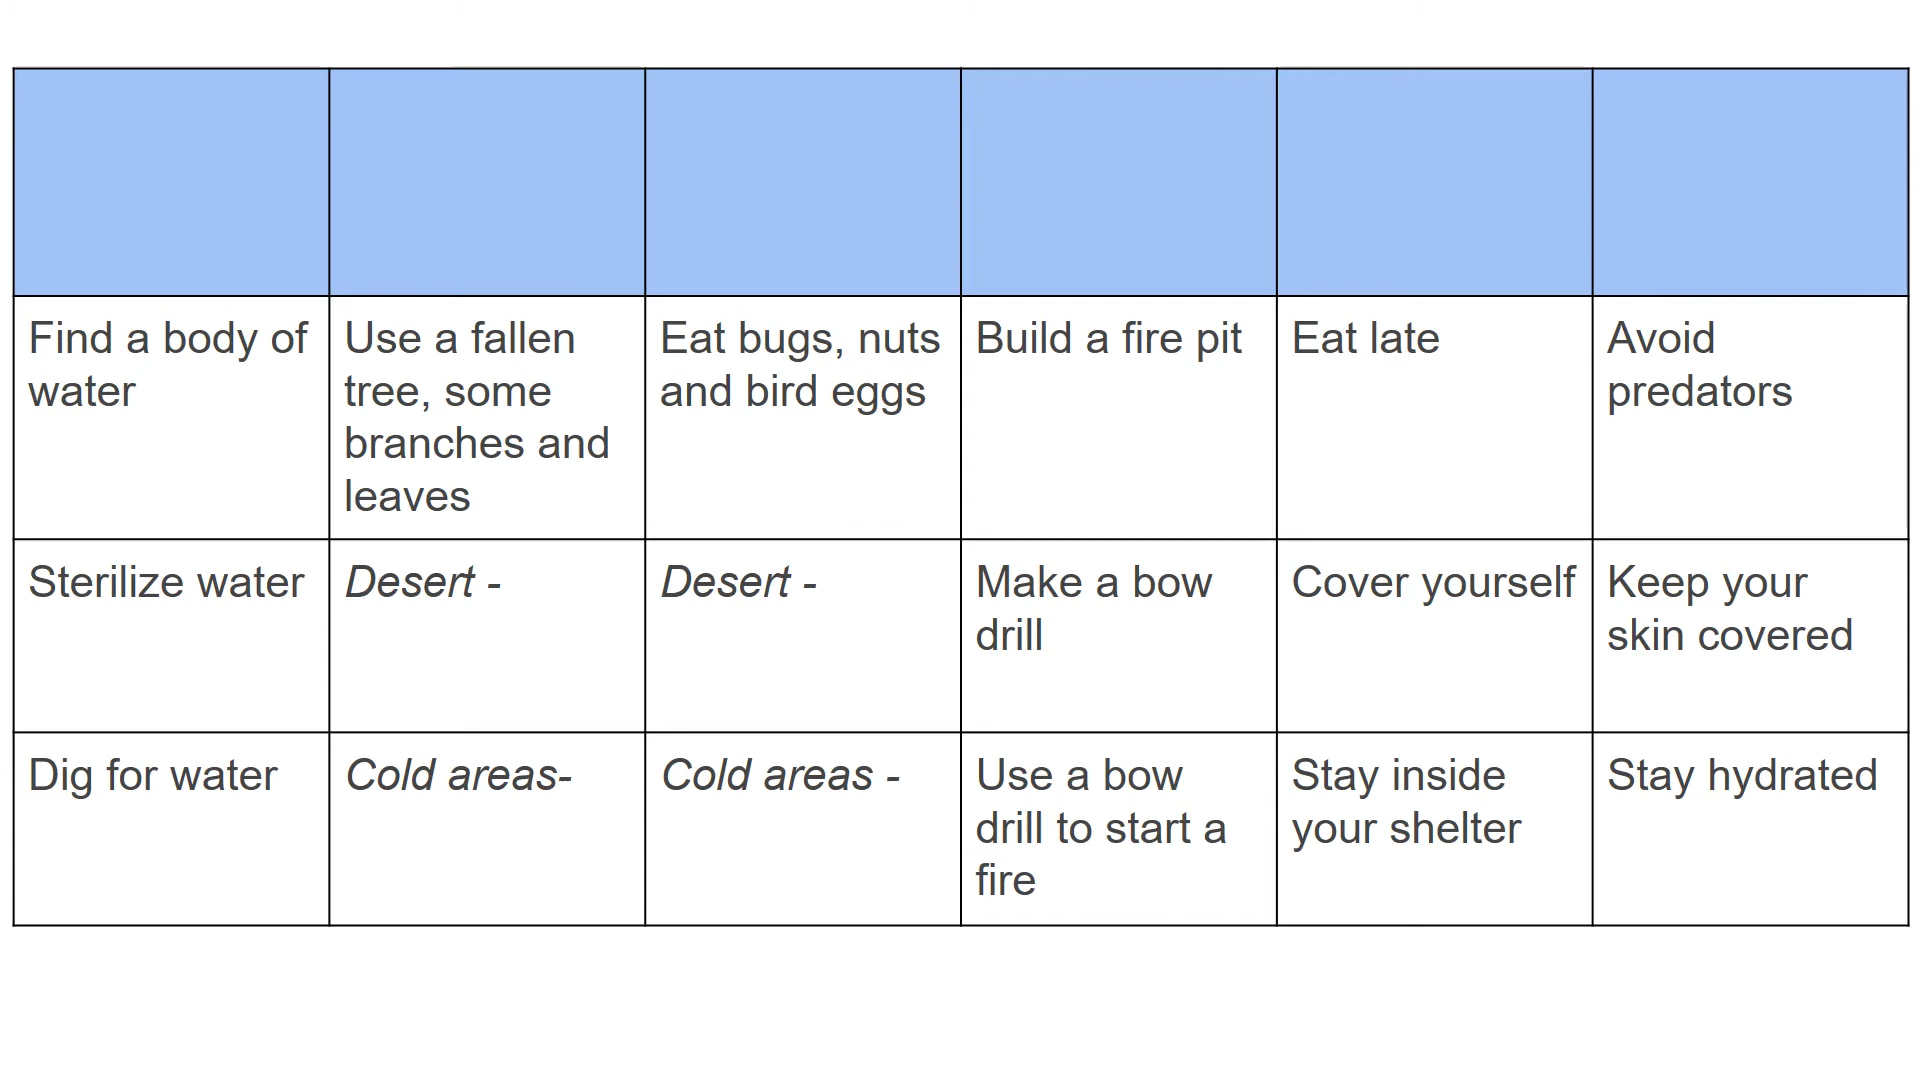 Find a body of
water
Use a fallen
tree, some
branches and
leaves
Eat bugs, nuts
and bird eggs
Build a fire pit
Eat late
Avoid
predators
Sterilize water
Desert -
Desert -
Make a bow
drill
Cover yourself
Keep your
skin covered
Dig for water
Cold areas-
Cold areas -
Use a bow
drill to start a
fire
Stay inside
your shelter
Stay hydrated